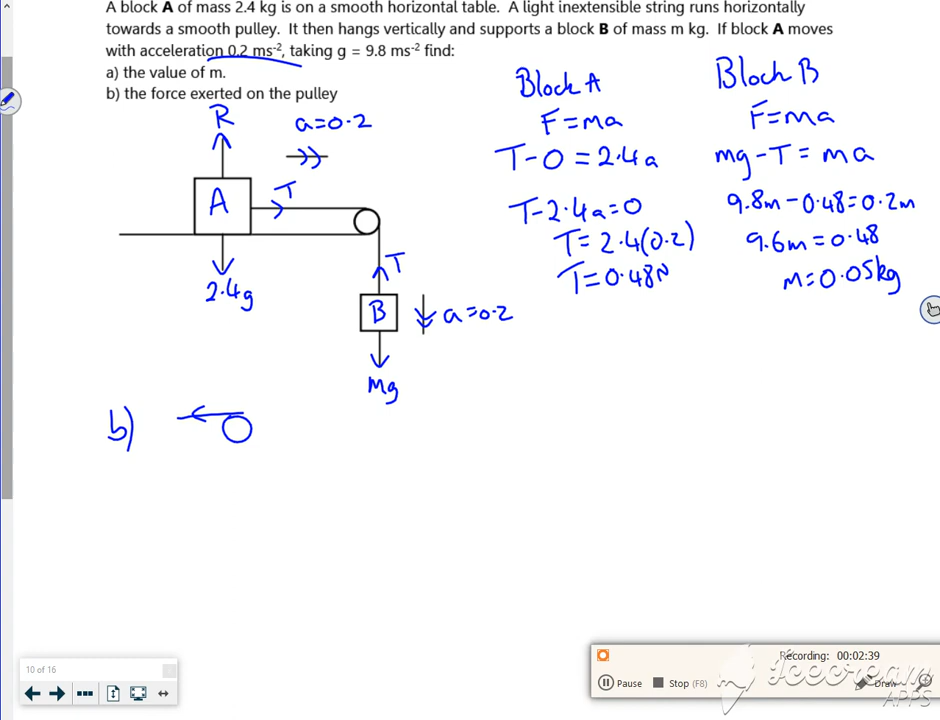 A block A of mass 2.4 kg is on a smooth horizontal table. A light inextensible string runs horizontally
towards a smooth pulley. It then hangs vertically and supports a block B of mass m kg. If block A moves
with acceleration 0.2 ms⁻², taking g = 9.8 ms⁻² find:
a) the value of m.
b) the force exerted on the pulley
R
a=0.2
A
T
2.4g
T
B
a=0.2
Mg
Block A
F=ma
T-0=2.4a
T-2.4a=0
T=2.4(0.2)
T=0.48N
Block B
F=ma
mg-T=ma
9.8m-0.48=0.2m
9.6m=0.48
m=0.05kg
b)
10 of 16
Recording: 00:02:39
Pause
Stop (F8)
Draw
Icecream
APPS